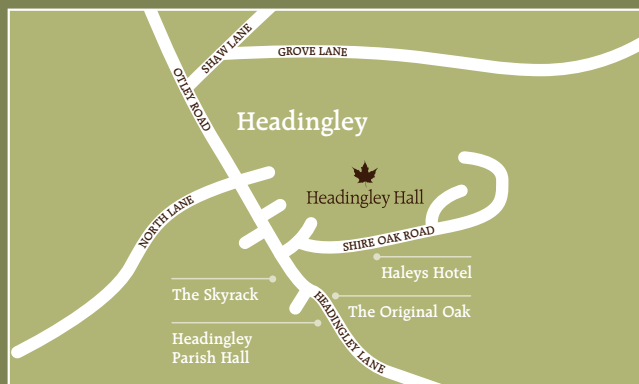 SHAW LANE
GROVE LANE
OTLEY ROAD
Headingley
Headingley Hall
NORTH LANE
SHIRE OAK ROAD
Haleys Hotel
The Skyrack
The Original Oak
HEADINGLEY LANE
Headingley
Parish Hall